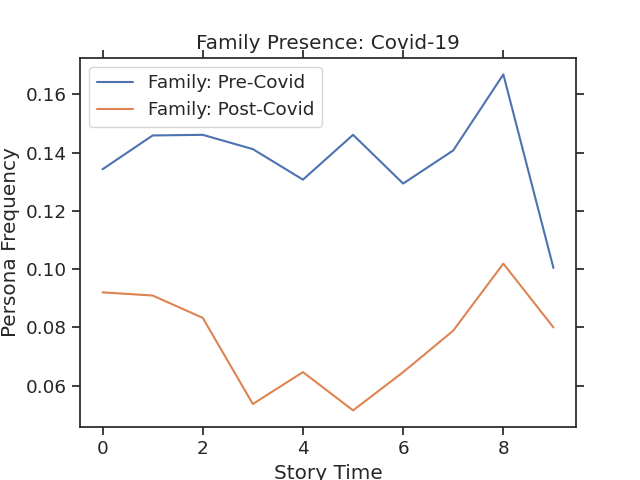 Family Presence: Covid-19
Family: Pre-Covid
Family: Post-Covid
Persona Frequency
0.16
0.14
0.12
0.10
0.08
0.06
0 2 4 6 8
Story Time